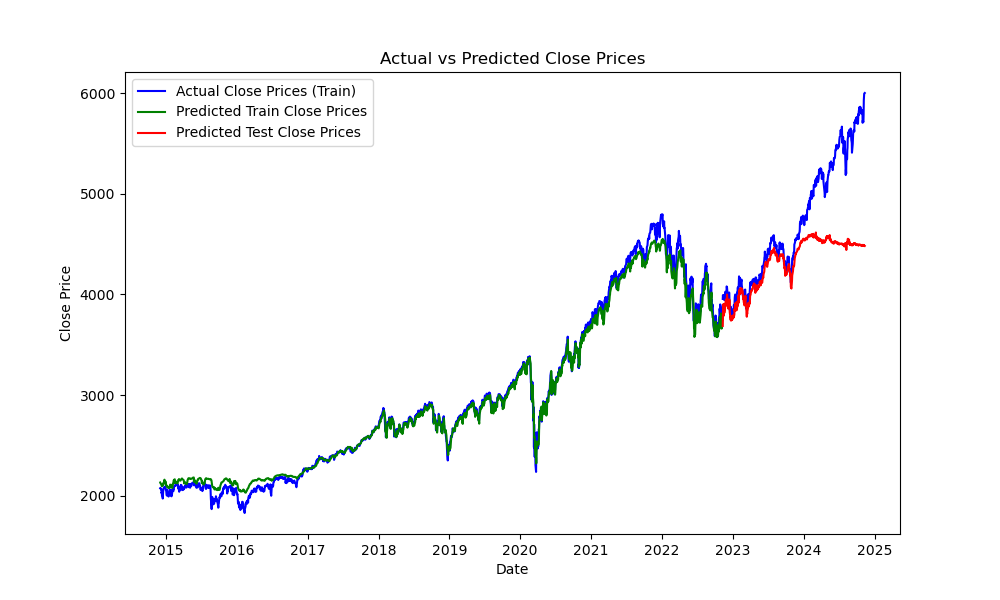 Actual vs Predicted Close Prices
Actual Close Prices (Train)
Predicted Train Close Prices
Predicted Test Close Prices
6000
5000
4000
3000
2000
Close Price
2015 2016 2017 2018 2019 2020 2021 2022 2023 2024 2025
Date